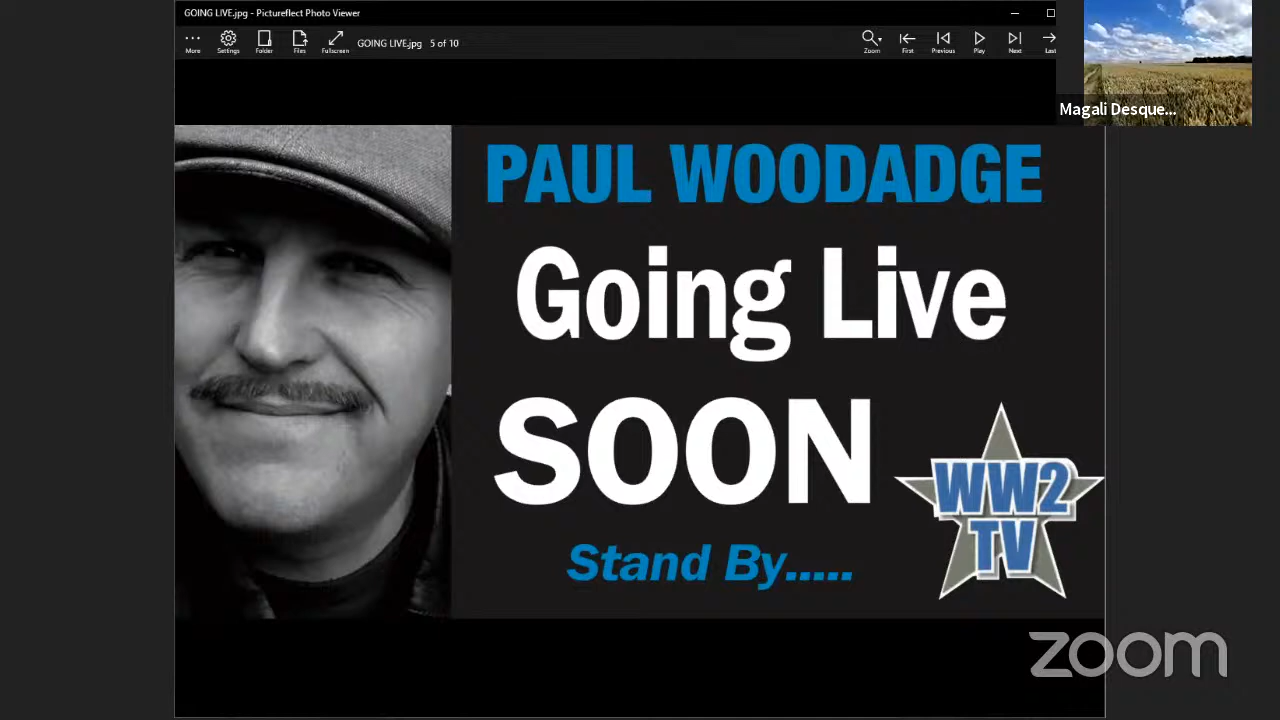 GOING LIVE.jpg - Pictureflect Photo Viewer
More
Settings
Folder
Files
Fullscreen
GOING LIVE.jpg 5 of 10
Zoom
First
Previous
Play
Next
Last
Magali Desque...
PAUL WOODADGE
Going Live
SOON
Stand By.....
WW2
TV
zoom